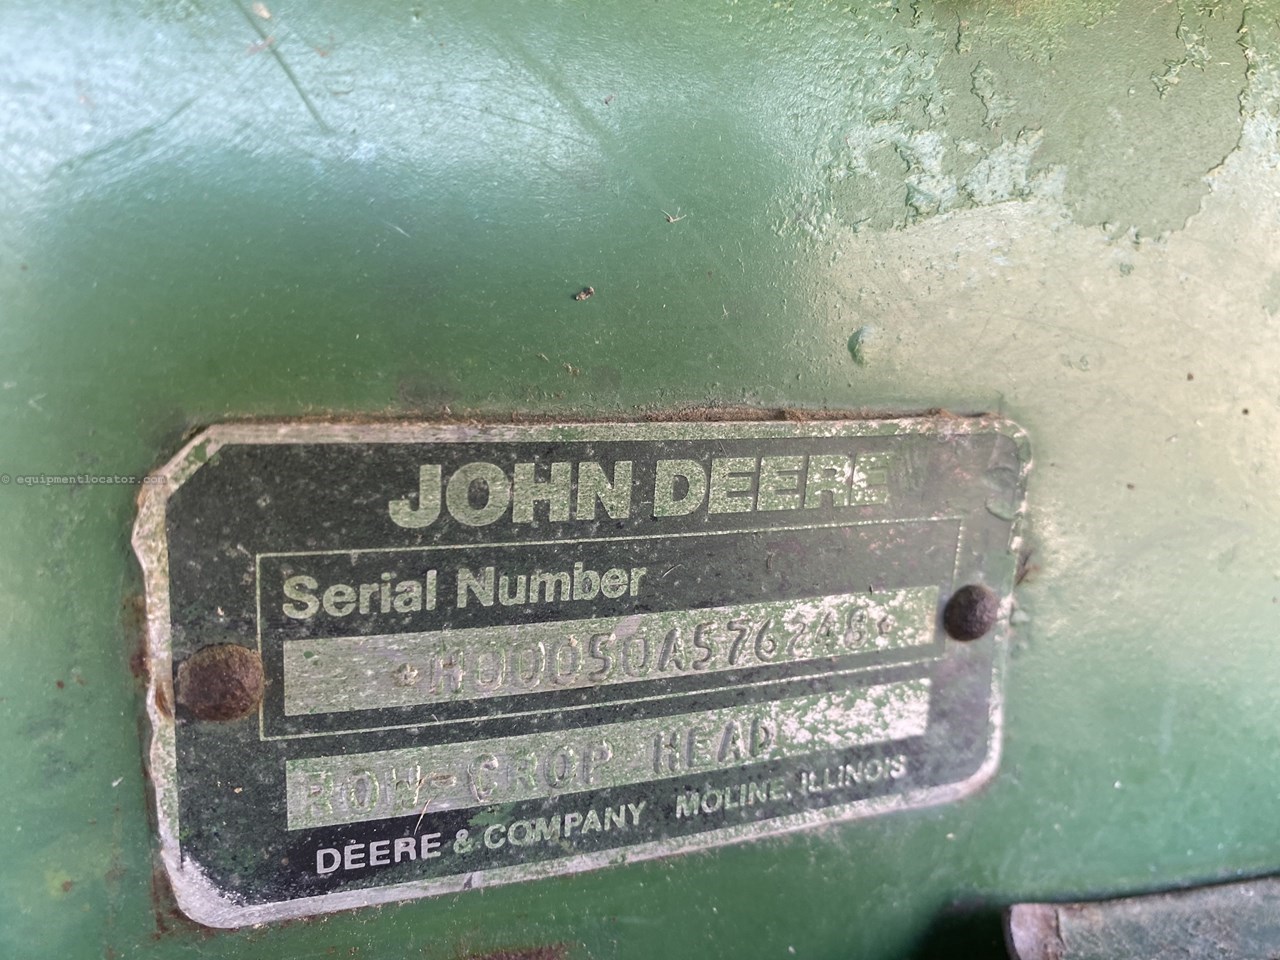 © equipmentlocator.com
JOHN DEERE
Serial Number
*H00050A576248*
ROW-CROP HEAD
DEERE & COMPANY MOLINE, ILLINOIS